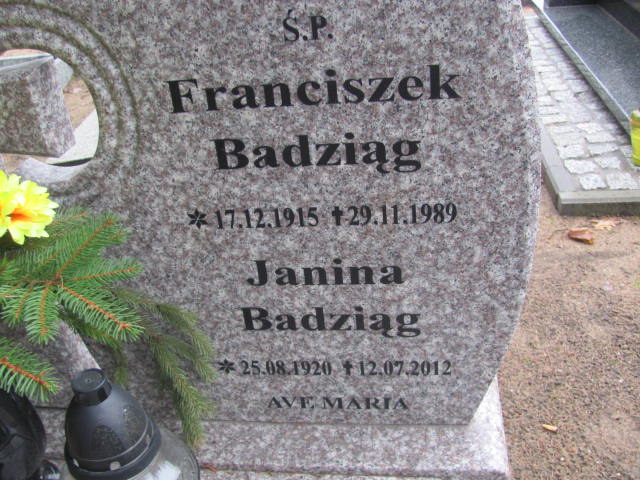 Ś.P.
Franciszek
Badziąg
* 17.12.1915 ✝ 29.11.1989
Janina
Badziąg
* 25.08.1920 ✝ 12.07.2012
AVE MARIA